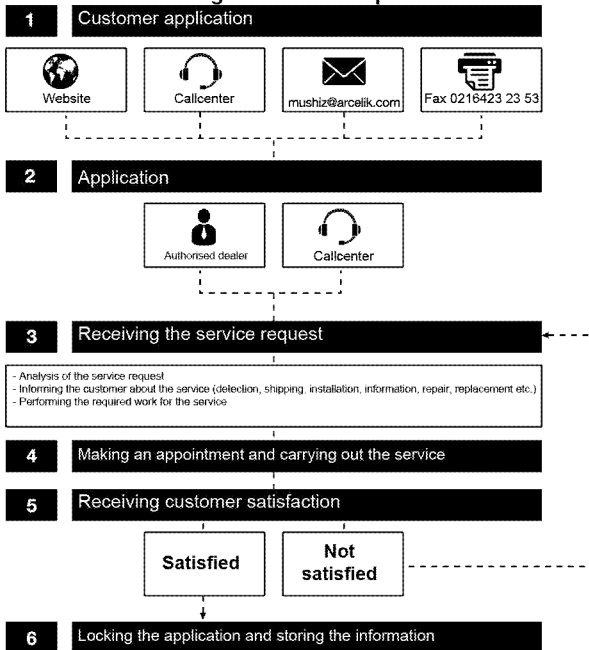 1 Customer application
Website
Callcenter
mushiz@arcelik.com
Fax 0216423 23 53
2 Application
Authorised dealer
Callcenter
3 Receiving the service request
- Analysis of the service request
- Informing the customer about the service (detection, shipping, installation, information, repair, replacement etc.)
- Performing the required work for the service
4 Making an appointment and carrying out the service
5 Receiving customer satisfaction
Satisfied
Not
satisfied
6 Locking the application and storing the information